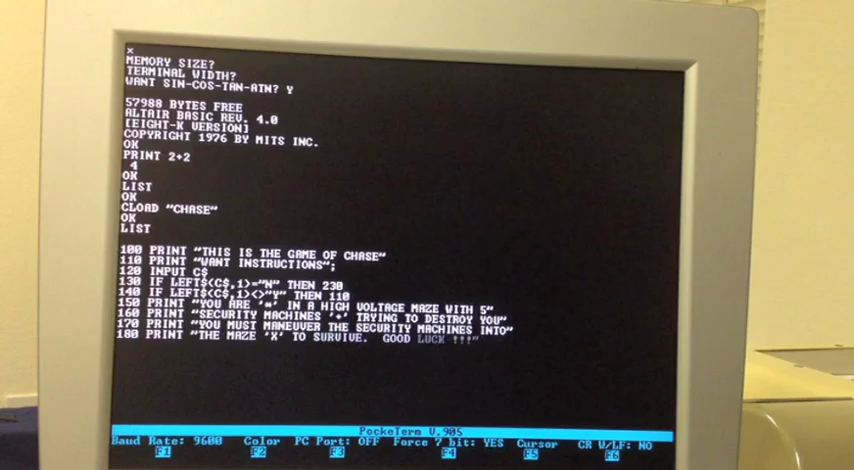 x
MEMORY SIZE?
TERMINAL WIDTH?
WANT SIN-COS-TAN-ATN? Y
57988 BYTES FREE
ALTAIR BASIC REV. 4.0
[EIGHT-K VERSION]
COPYRIGHT 1976 BY MITS INC.
OK
PRINT 2+2
4
OK
LIST
OK
CLOAD "CHASE"
OK
LIST
100 PRINT "THIS IS THE GAME OF CHASE"
110 PRINT "WANT INSTRUCTIONS";
120 INPUT C$
130 IF LEFT$(C$,1)="N" THEN 230
140 IF LEFT$(C$,1)<>"Y" THEN 110
150 PRINT "YOU ARE '*' IN A HIGH VOLTAGE MAZE WITH 5"
160 PRINT "SECURITY MACHINES '+' TRYING TO DESTROY YOU"
170 PRINT "YOU MUST MANEUVER THE SECURITY MACHINES INTO"
180 PRINT "THE MAZE 'X' TO SURVIVE. GOOD LUCK !!!"
PockeTerm V.905
Baud Rate: 9600 Color PC Port: OFF Force 7 bit: YES Cursor CR W/LF: NO
F1 F2 F3 F4 F5 F6